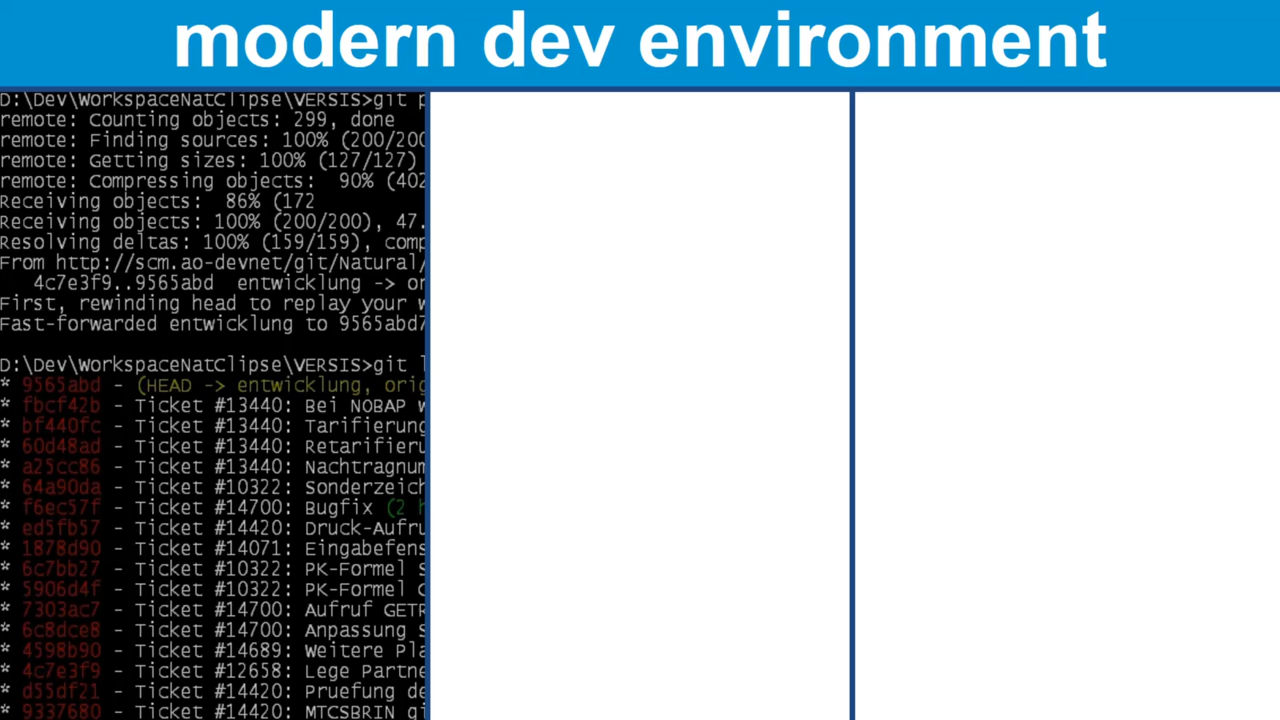 modern dev environment
D:\Dev\WorkspaceNatClipse\VERSIS>git p
remote: Counting objects: 299, done
remote: Finding sources: 100% (200/200
remote: Getting sizes: 100% (127/127)
remote: Compressing objects:  90% (402
Receiving objects:  86% (172
Receiving objects: 100% (200/200), 47.
Resolving deltas: 100% (159/159), comp
From http://scm.ao-devnet/git/Natural/
4c7e3f9..9565abd  entwicklung -> or
First, rewinding head to replay your w
Fast-forwarded entwicklung to 9565abd7
D:\Dev\WorkspaceNatClipse\VERSIS>git l
* 9565abd - (HEAD -> entwicklung, orig
* fbcf42b - Ticket #13440: Bei NOBAP w
* bf440fc - Ticket #13440: Tarifierung
* 60d48ad - Ticket #13440: Retarifieru
* a25cc86 - Ticket #13440: Nachtragnum
* 64a90da - Ticket #10322: Sonderzeich
* f6ec57f - Ticket #14700: Bugfix (2 h
* ed5fb57 - Ticket #14420: Druck-Aufru
* 1878d90 - Ticket #14071: Eingabefens
* 6c7bb27 - Ticket #10322: PK-Formel S
* 5906d4f - Ticket #10322: PK-Formel C
* 7303ac7 - Ticket #14700: Aufruf GETR
* 6c8dce8 - Ticket #14700: Anpassung S
* 4598b90 - Ticket #14689: Weitere Pla
* 4c7e3f9 - Ticket #12658: Lege Partne
* d55df21 - Ticket #14420: Pruefung de
* 9337680 - Ticket #14420: MTCSBRIN gi